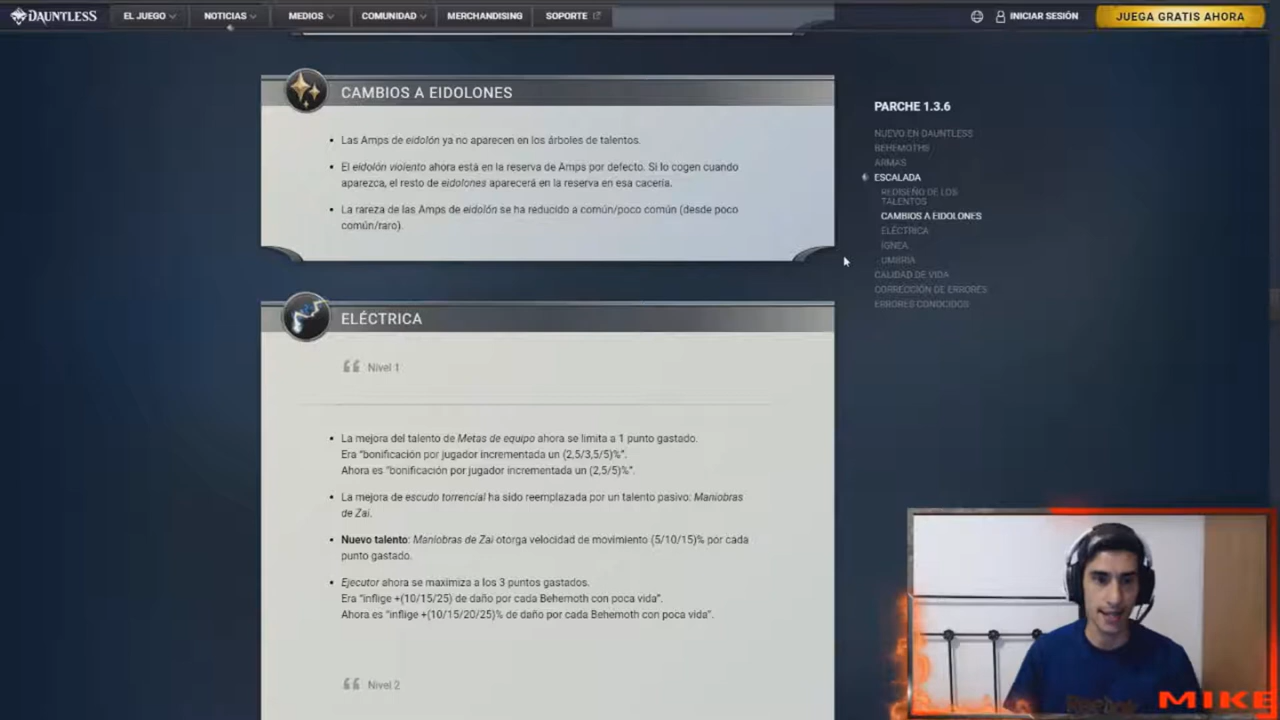 DAUNTLESS
EL JUEGO
NOTICIAS
MEDIOS
COMUNIDAD
MERCHANDISING
SOPORTE
INICIAR SESIÓN
JUEGA GRATIS AHORA
CAMBIOS A EIDOLONES
• Las Amps de eidolón ya no aparecen en los árboles de talentos.
• El eidolón violento ahora está en la reserva de Amps por defecto. Si lo cogen cuando
aparezca, el resto de eidolones aparecerá en la reserva en esa cacería.
• La rareza de las Amps de eidolón se ha reducido a común/poco común (desde poco
común/raro).
ELÉCTRICA
Nivel 1
• La mejora del talento de Metas de equipo ahora se limita a 1 punto gastado.
Era “bonificación por jugador incrementada un (2,5/3,5/5)%”.
Ahora es “bonificación por jugador incrementada un (2,5/5)%”.
• La mejora de escudo torrencial ha sido reemplazada por un talento pasivo: Maniobras
de Zai.
• Nuevo talento: Maniobras de Zai otorga velocidad de movimiento (5/10/15)% por cada
punto gastado.
• Ejecutor ahora se maximiza a los 3 puntos gastados.
Era “inflige +(10/15/25) de daño por cada Behemoth con poca vida”.
Ahora es “inflige +(10/15/20/25)% de daño por cada Behemoth con poca vida”.
Nivel 2
PARCHE 1.3.6
NUEVO EN DAUNTLESS
BEHEMOTHS
ARMAS
ESCALADA
REDISEÑO DE LOS
TALENTOS
CAMBIOS A EIDOLONES
ELÉCTRICA
ÍGNEA
UMBRÍA
CALIDAD DE VIDA
CORRECCIÓN DE ERRORES
ERRORES CONOCIDOS
MIKE